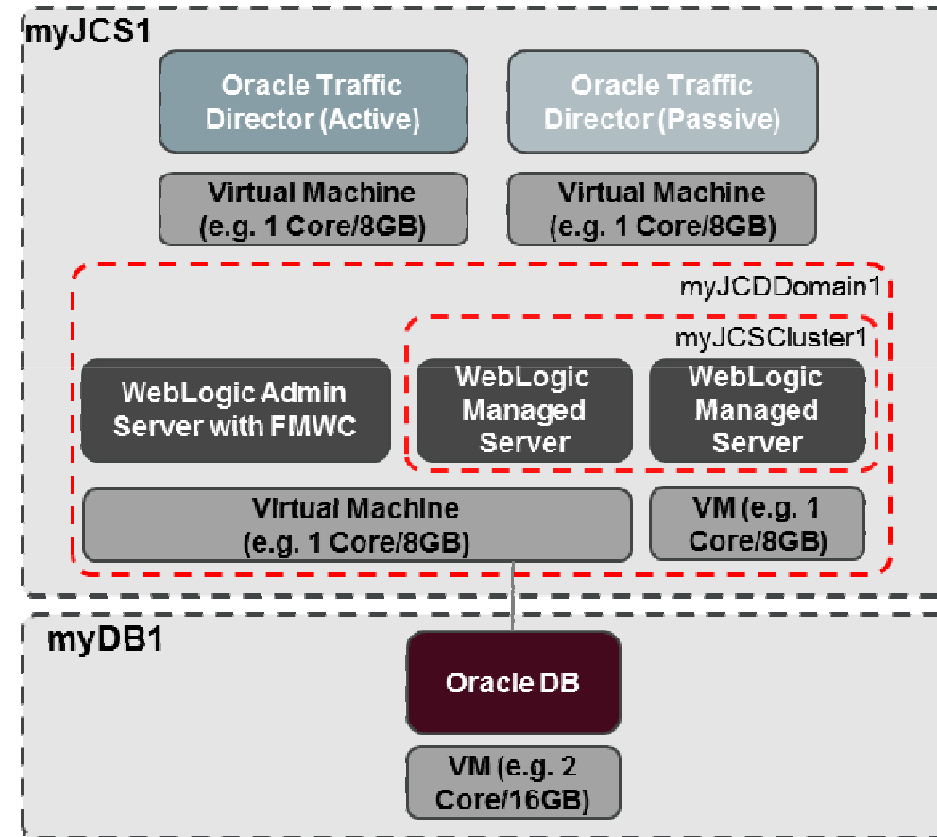 myJCS1
Oracle Traffic
Director (Active)
Oracle Traffic
Director (Passive)
Virtual Machine
(e.g. 1 Core/8GB)
Virtual Machine
(e.g. 1 Core/8GB)
myJCDDomain1
myJCSCluster1
WebLogic Admin
Server with FMWC
WebLogic
Managed
Server
WebLogic
Managed
Server
Virtual Machine
(e.g. 1 Core/8GB)
VM (e.g. 1
Core/8GB)
myDB1
Oracle DB
VM (e.g. 2
Core/16GB)